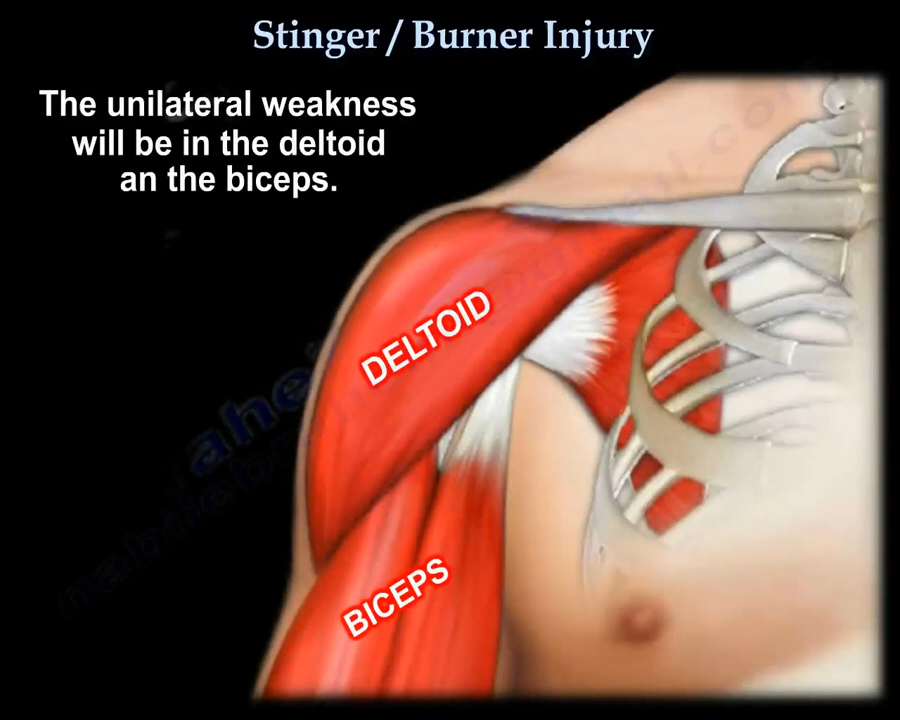 Stinger / Burner Injury
The unilateral weakness
will be in the deltoid
an the biceps.
DELTOID
BICEPS